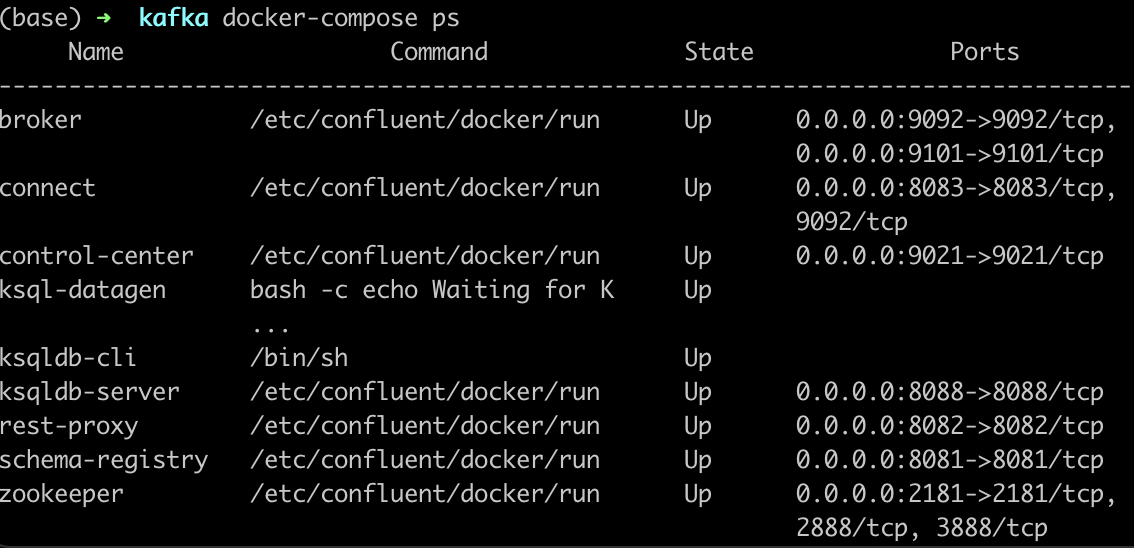 (base) ➜  kafka docker-compose ps
     Name                   Command              State              Ports
---------------------------------------------------------------------------------
broker            /etc/confluent/docker/run      Up      0.0.0.0:9092->9092/tcp,
                                                         0.0.0.0:9101->9101/tcp
connect           /etc/confluent/docker/run      Up      0.0.0.0:8083->8083/tcp,
                                                         9092/tcp
control-center    /etc/confluent/docker/run      Up      0.0.0.0:9021->9021/tcp
ksql-datagen      bash -c echo Waiting for K     Up
                  ...
ksqldb-cli        /bin/sh                        Up
ksqldb-server     /etc/confluent/docker/run      Up      0.0.0.0:8088->8088/tcp
rest-proxy        /etc/confluent/docker/run      Up      0.0.0.0:8082->8082/tcp
schema-registry   /etc/confluent/docker/run      Up      0.0.0.0:8081->8081/tcp
zookeeper         /etc/confluent/docker/run      Up      0.0.0.0:2181->2181/tcp,
                                                         2888/tcp, 3888/tcp